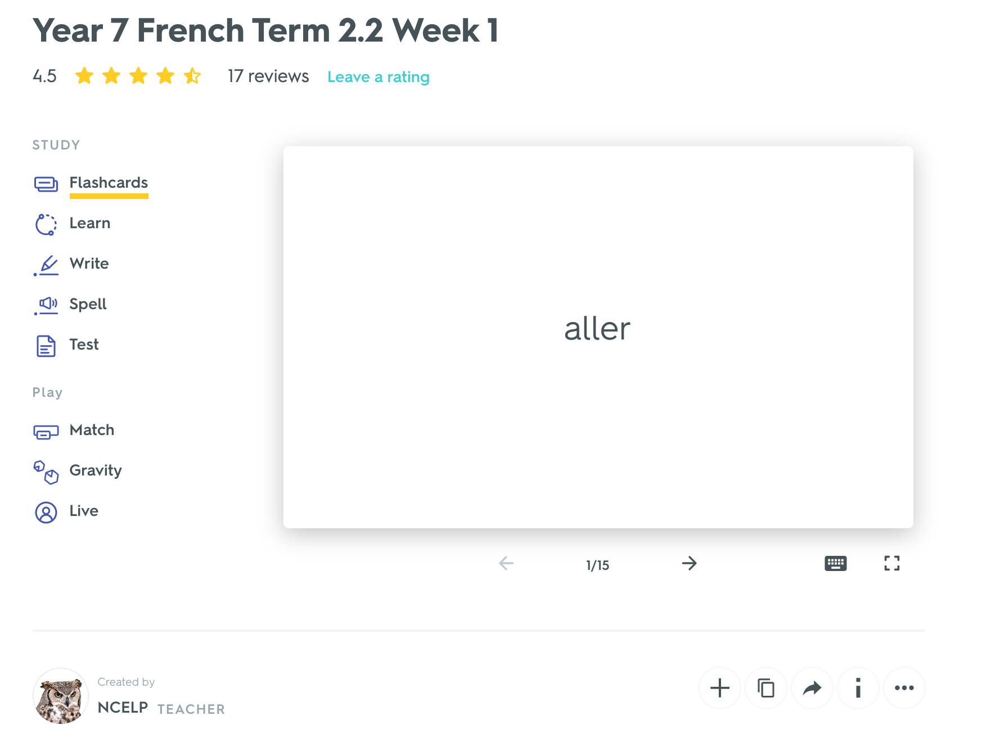 Year 7 French Term 2.2 Week 1
4.5 17 reviews Leave a rating
STUDY
Flashcards
Learn
Write
Spell
Test
Play
Match
Gravity
Live
aller
1/15
Created by
NCELP TEACHER